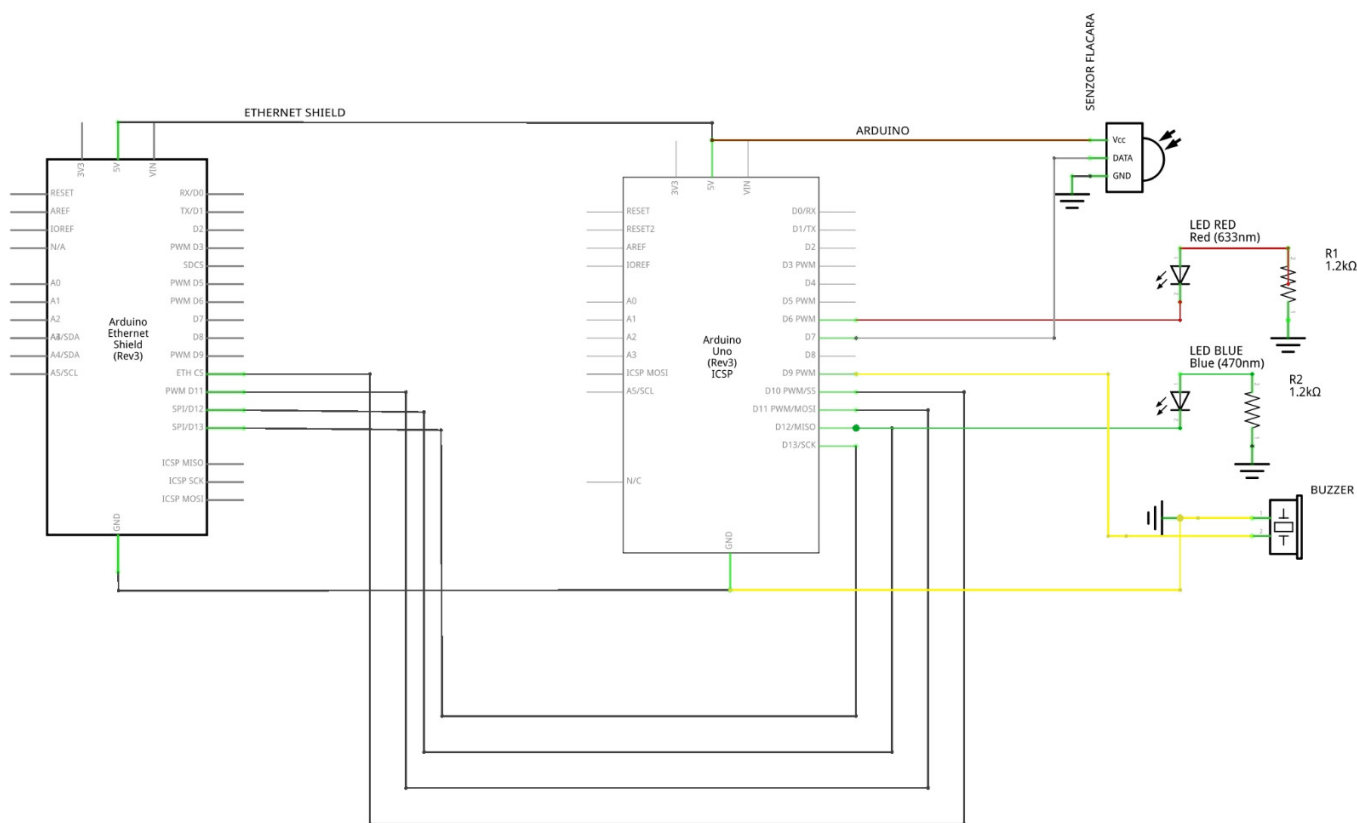 SENZOR FLACARA
ETHERNET SHIELD
ARDUINO
Vcc
DATA
GND
3V3
5V
VIN
RESET
AREF
IOREF
N/A
A0
A1
A2
A4/SDA
A5/SCL
RX/D0
TX/D1
D2
PWM D3
SDCS
PWM D5
PWM D6
D7
D8
PWM D9
ETH CS
PWM D11
SPI/D12
SPI/D13
ICSP MISO
ICSP SCK
ICSP MOSI
GND
Arduino
Ethernet
Shield
(Rev3)
3V3
5V
VIN
RESET
RESET2
AREF
IOREF
A0
A1
A2
A3
ICSP MOSI
A5/SCL
N/C
D0/RX
D1/TX
D2
D3 PWM
D4
D5 PWM
D6 PWM
D7
D8
D9 PWM
D10 PWM/SS
D11 PWM/MOSI
D12/MISO
D13/SCK
GND
Arduino
Uno
(Rev3)
ICSP
LED RED
Red (633nm)
R1
1.2kΩ
LED BLUE
Blue (470nm)
R2
1.2kΩ
BUZZER